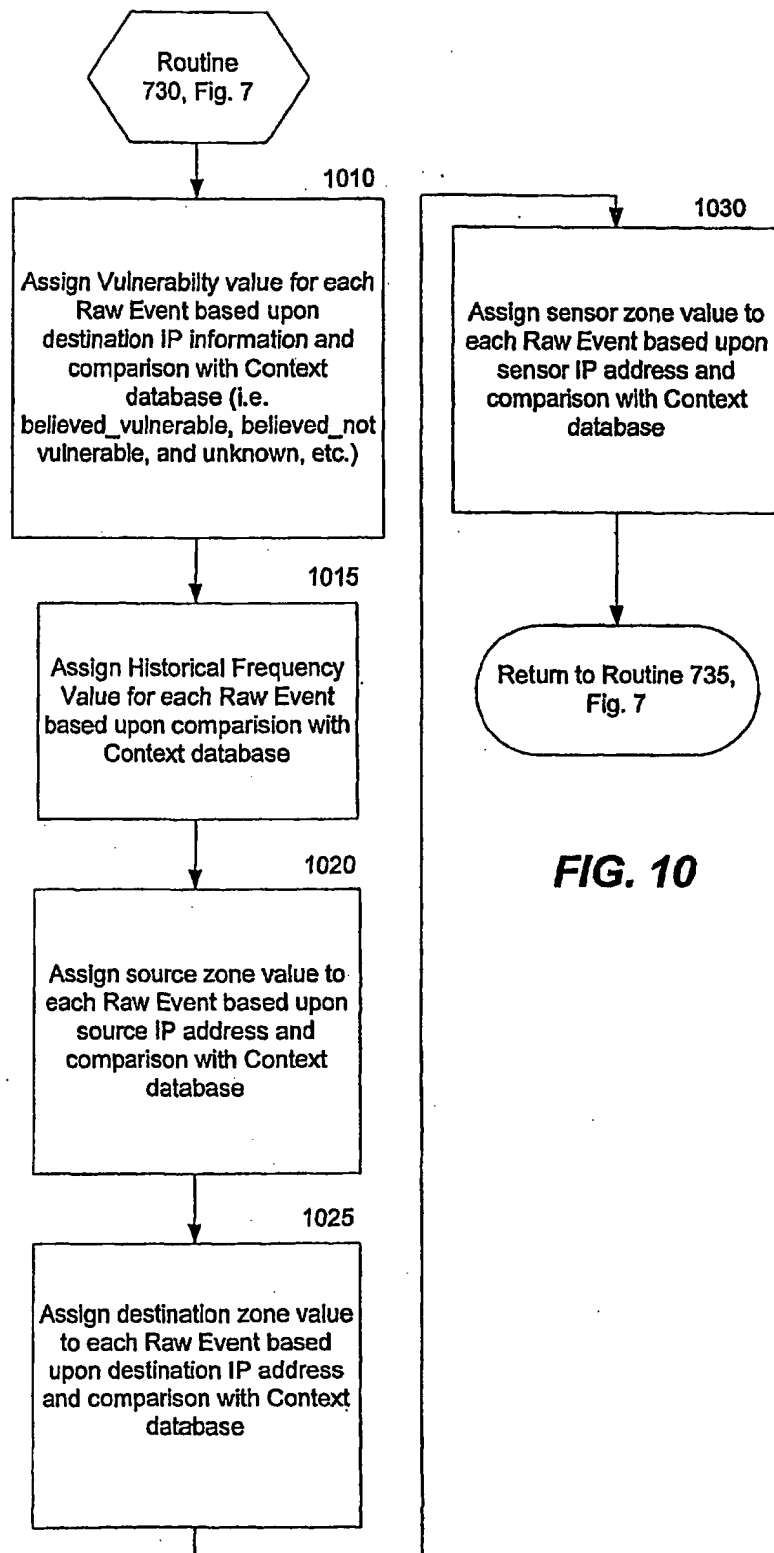 Routine
730, Fig. 7
1010
Assign Vulnerabilty value for each
Raw Event based upon
destination IP information and
comparison with Context
database (i.e.
believed_vulnerable, believed_not
vulnerable, and unknown, etc.)
1015
Assign Historical Frequency
Value for each Raw Event
based upon comparision with
Context database
1020
Assign source zone value to
each Raw Event based upon
source IP address and
comparison with Context
database
1025
Assign destination zone value
to each Raw Event based
upon destination IP address
and comparison with Context
database
1030
Assign sensor zone value to
each Raw Event based upon
sensor IP address and
comparison with Context
database
Return to Routine 735,
Fig. 7
FIG. 10